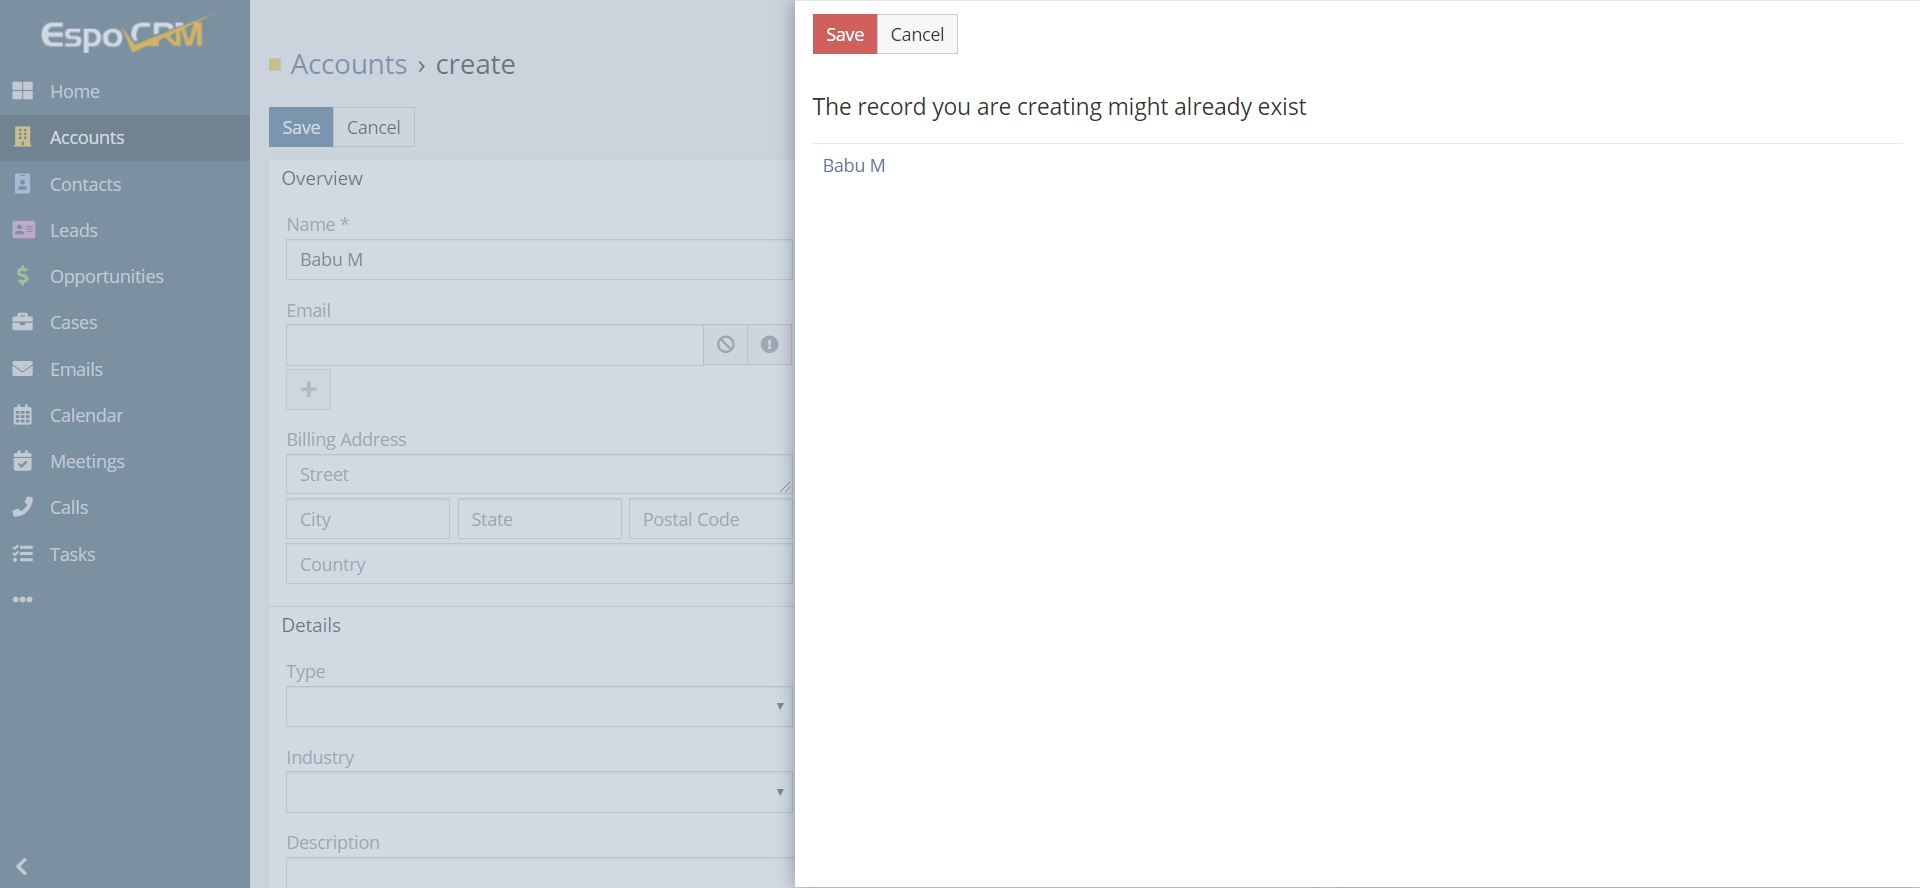 EspoCRM
Home
Accounts
Contacts
Leads
Opportunities
Cases
Emails
Calendar
Meetings
Calls
Tasks
Accounts › create
Save Cancel
Overview
Name *
Babu M
Email
Billing Address
Street
City State Postal Code
Country
Details
Type
Industry
Description
Save Cancel
The record you are creating might already exist
Babu M